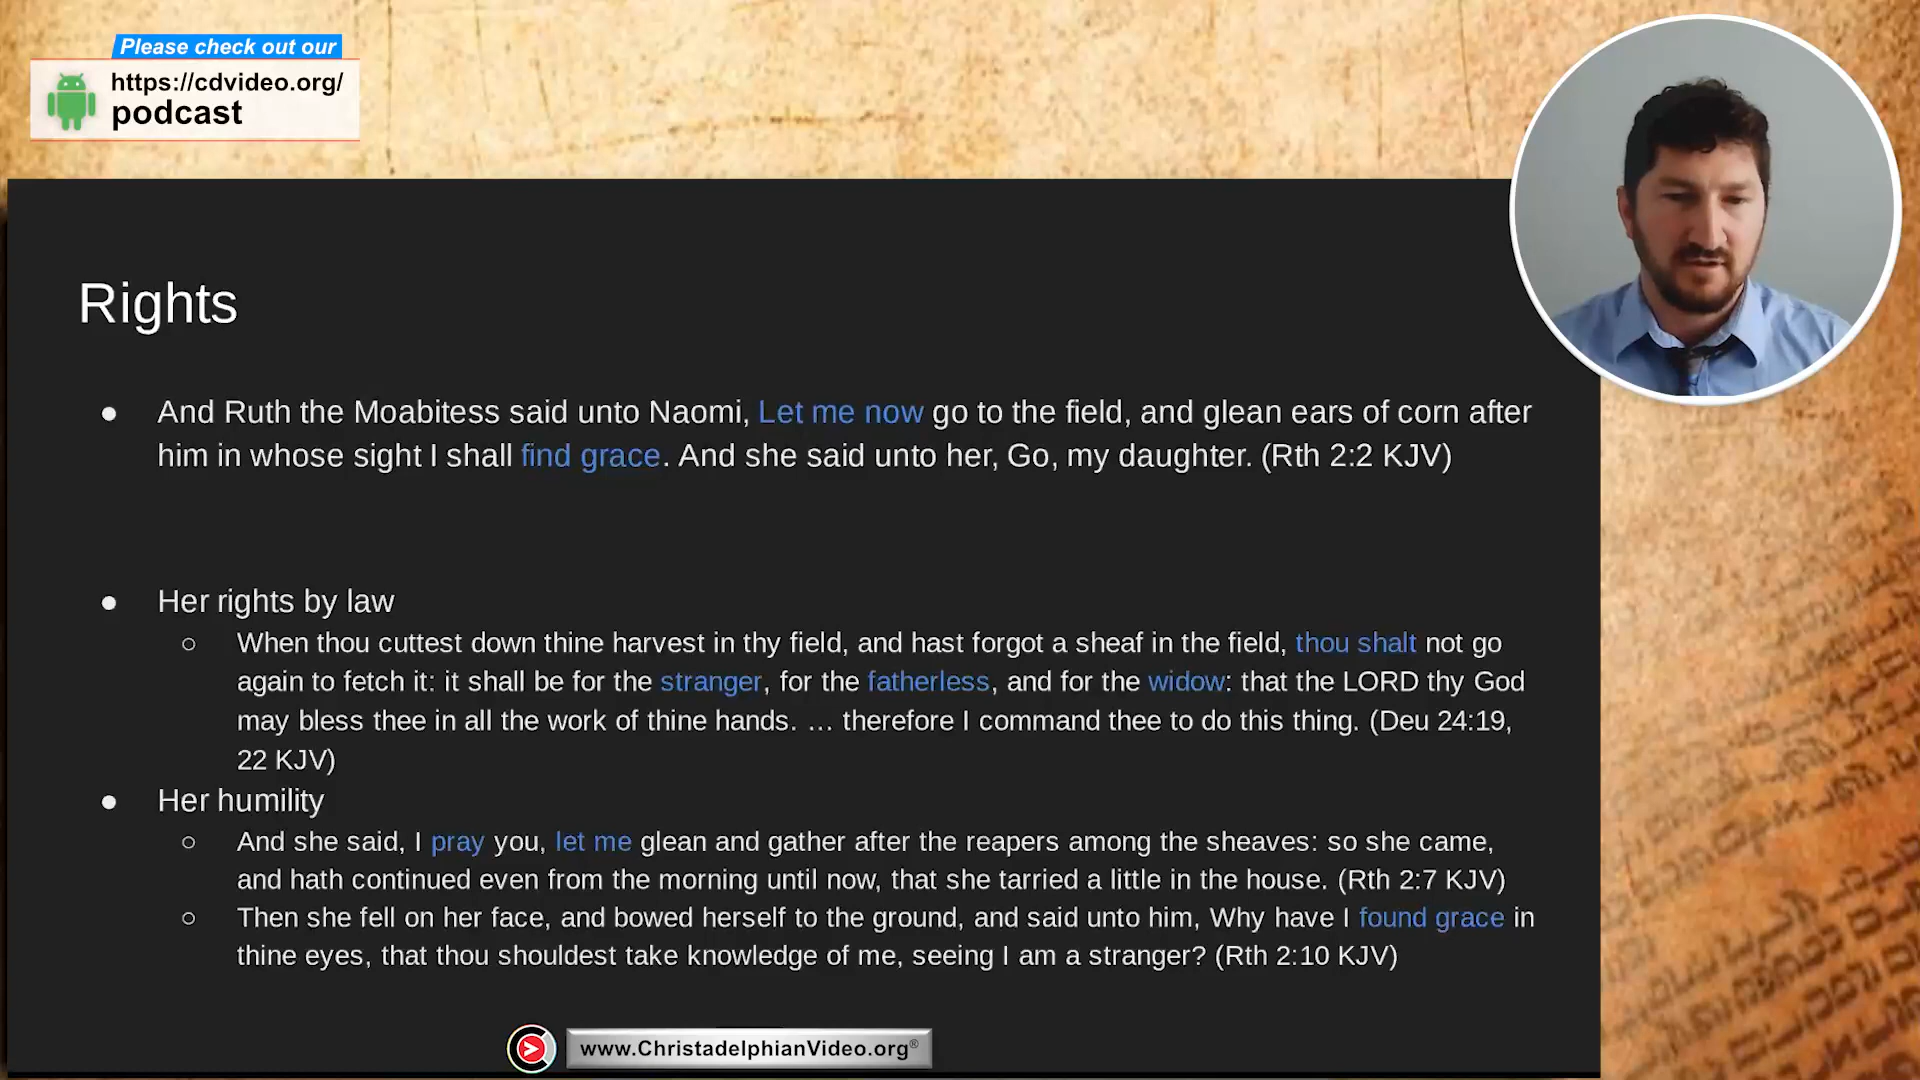 Please check out our
https://cdvideo.org/
podcast
Rights
● And Ruth the Moabitess said unto Naomi, Let me now go to the field, and glean ears of corn after
him in whose sight I shall find grace. And she said unto her, Go, my daughter. (Rth 2:2 KJV)
● Her rights by law
○ When thou cuttest down thine harvest in thy field, and hast forgot a sheaf in the field, thou shalt not go
again to fetch it: it shall be for the stranger, for the fatherless, and for the widow: that the LORD thy God
may bless thee in all the work of thine hands. … therefore I command thee to do this thing. (Deu 24:19,
22 KJV)
● Her humility
○ And she said, I pray you, let me glean and gather after the reapers among the sheaves: so she came,
and hath continued even from the morning until now, that she tarried a little in the house. (Rth 2:7 KJV)
○ Then she fell on her face, and bowed herself to the ground, and said unto him, Why have I found grace in
thine eyes, that thou shouldest take knowledge of me, seeing I am a stranger? (Rth 2:10 KJV)
www.ChristadelphianVideo.org®